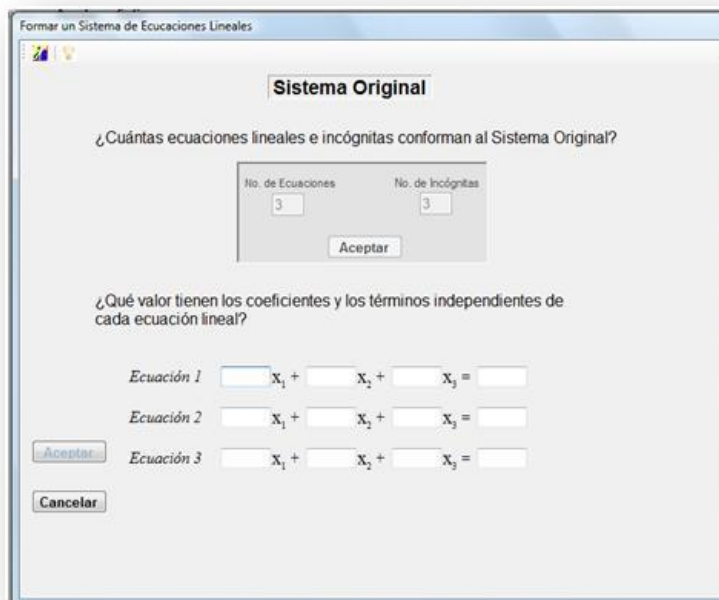 Formar un Sistema de Ecucaciones Lineales
Sistema Original
¿Cuántas ecuaciones lineales e incógnitas conforman al Sistema Original?
No. de Ecuaciones No. de Incógnitas
3 3
Aceptar
¿Qué valor tienen los coeficientes y los términos independientes de
cada ecuación lineal?
Ecuación 1 x₁ + x₂ + x₃ =
Ecuación 2 x₁ + x₂ + x₃ =
Aceptar Ecuación 3 x₁ + x₂ + x₃ =
Cancelar